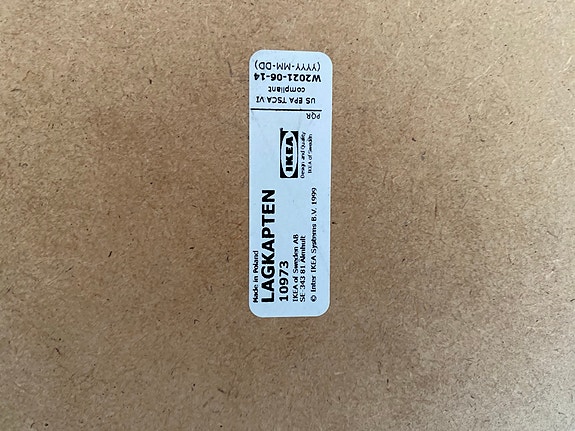 Made in Poland
LAGKAPTEN
10973
IKEA of Sweden AB
SE-343 81 Älmhult
© Inter IKEA Systems B.V. 1999
IKEA
Design and Quality
IKEA of Sweden
PQR
US EPA TSCA VI
compliant
W2021-06-14
(YYYY-MM-DD)